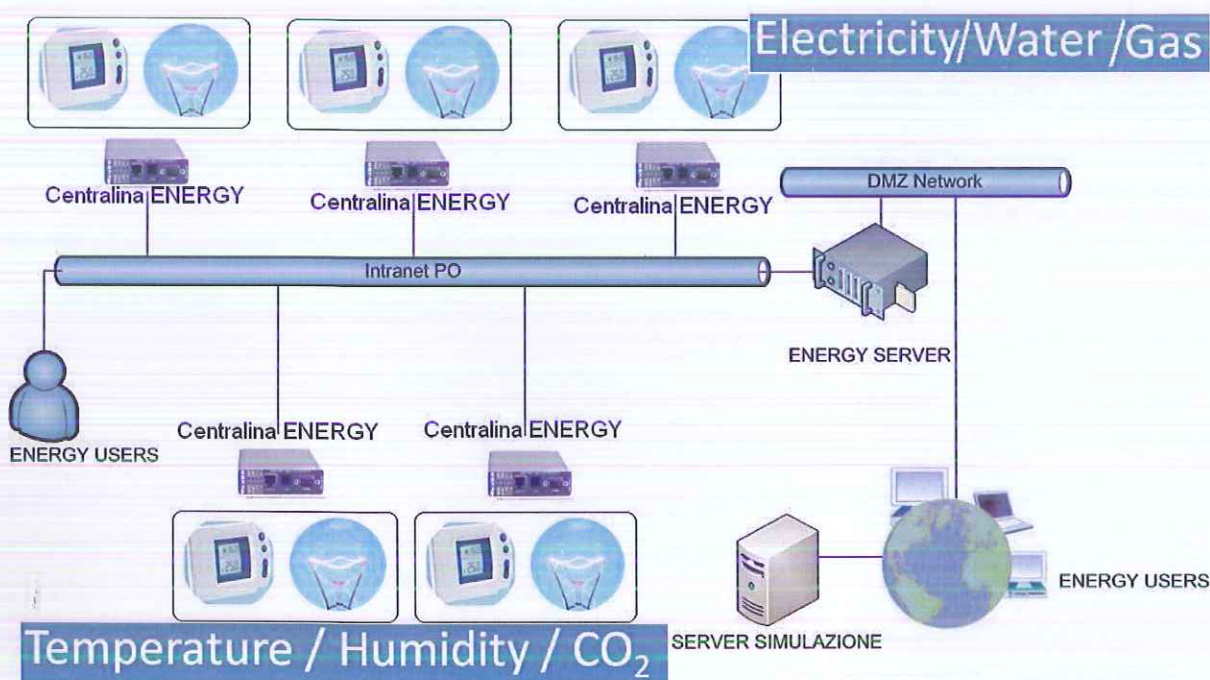 Electricity/Water /Gas
Centralina ENERGY
Centralina ENERGY
Centralina ENERGY
DMZ Network
Intranet PO
ENERGY SERVER
Centralina ENERGY
Centralina ENERGY
ENERGY USERS
ENERGY USERS
SERVER SIMULAZIONE
Temperature / Humidity / CO₂